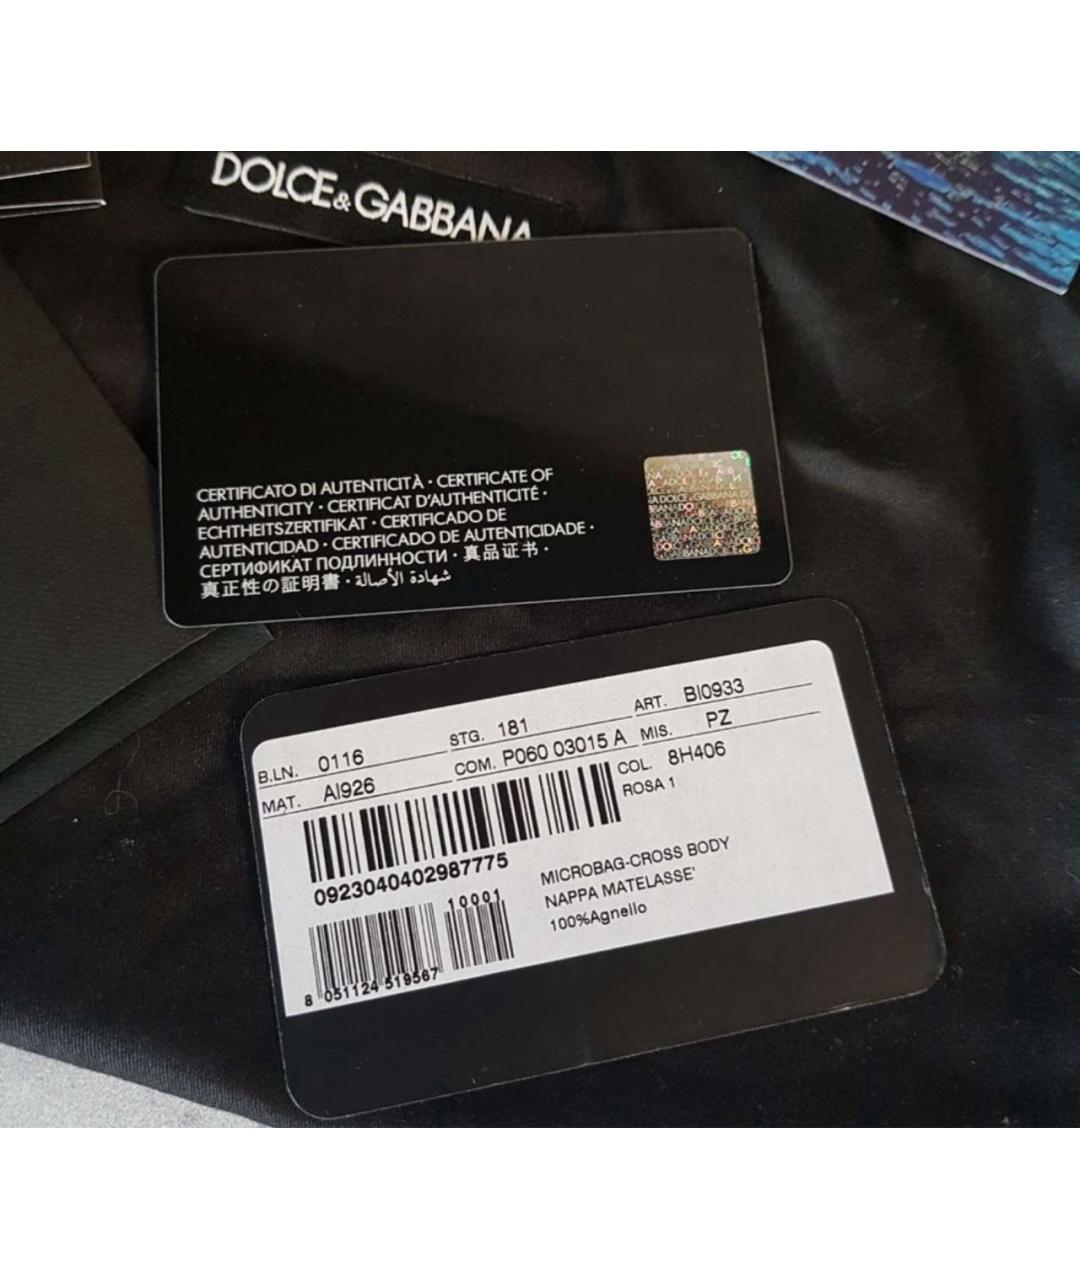 DOLCE&GABBANA
CERTIFICATO DI AUTENTICITÀ · CERTIFICATE OF
AUTHENTICITY · CERTIFICAT D'AUTHENTICITÉ ·
ECHTHEITSZERTIFIKAT · CERTIFICADO DE
AUTENTICIDAD · CERTIFICADO DE AUTENTICIDADE ·
СЕРТИФИКАТ ПОДЛИННОСТИ · 真品证书 ·
真正性の証明書 · شهادة الأصالة
B.LN. 0116 STG. 181 ART. BI0933
MAT. AI926 COM. P060 03015 A MIS. PZ
COL. 8H406
ROSA 1
0923040402987775
10001
8 051124 519567
MICROBAG-CROSS BODY
NAPPA MATELASSE'
100%Agnello